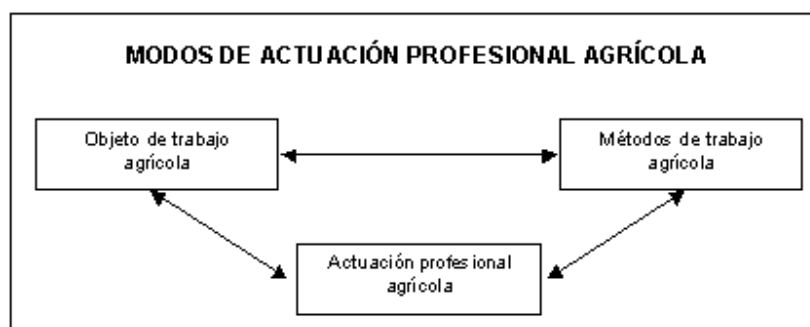 MODOS DE ACTUACIÓN PROFESIONAL AGRÍCOLA
Objeto de trabajo
agrícola
Métodos de trabajo
agrícola
Actuación profesional
agrícola